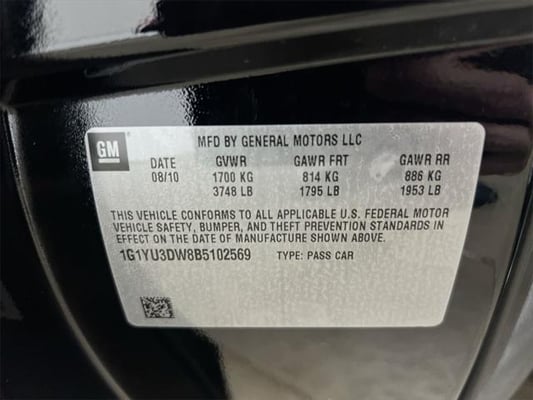 GM
MFD BY GENERAL MOTORS LLC
DATE GVWR GAWR FRT GAWR RR
08/10 1700 KG 814 KG 886 KG
3748 LB 1795 LB 1953 LB
THIS VEHICLE CONFORMS TO ALL APPLICABLE U.S. FEDERAL MOTOR
VEHICLE SAFETY, BUMPER, AND THEFT PREVENTION STANDARDS IN
EFFECT ON THE DATE OF MANUFACTURE SHOWN ABOVE.
1G1YU3DW8B5102569 TYPE: PASS CAR